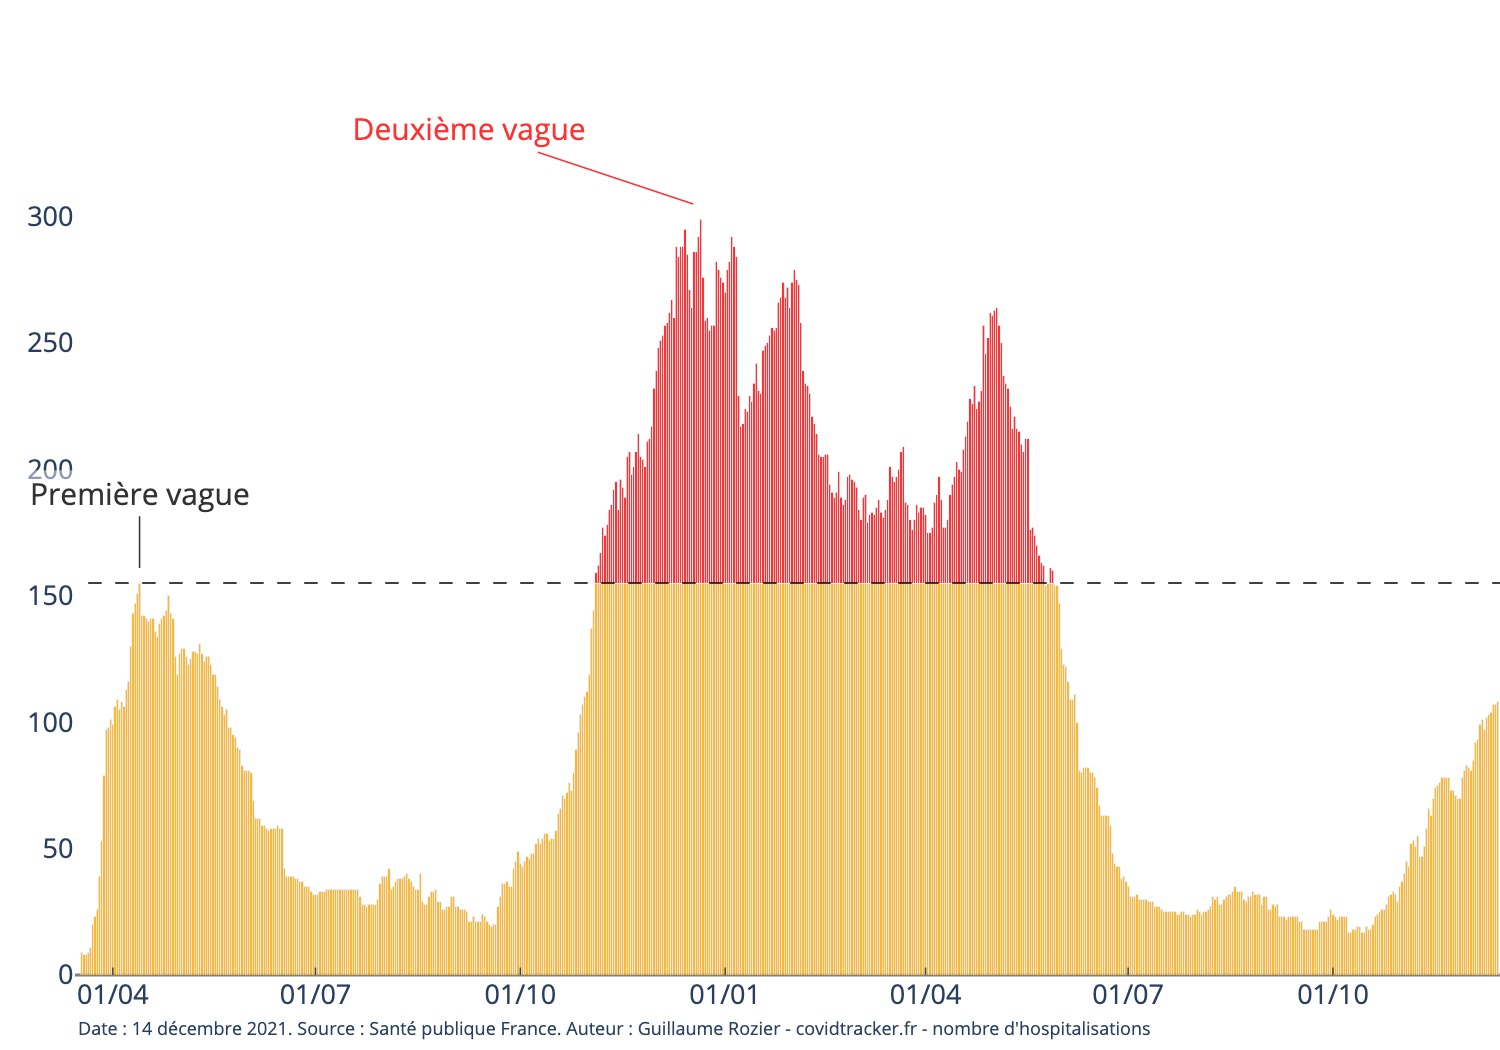 Deuxième vague
300
250
200
Première vague
150
100
50
0
01/04 01/07 01/10 01/01 01/04 01/07 01/10
Date : 14 décembre 2021. Source : Santé publique France. Auteur : Guillaume Rozier - covidtracker.fr - nombre d'hospitalisations